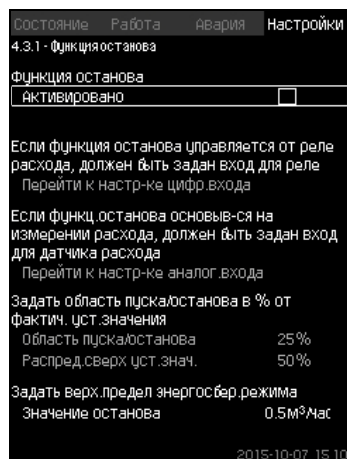 Состояние Работа Авария Настройки
4.3.1 - Функция останова
Функция останова
Активировано
Если функция останова управляется от реле
расхода, должен быть задан вход для реле
Перейти к настр-ке цифр.входа
Если функц.останова основыв-ся на
измерении расхода, должен быть задан вход
для датчика расхода
Перейти к настр-ке аналог.входа
Задать область пуска/останова в % от
фактич. уст.значения
Область пуска/останова 25%
Распред.сверх уст.знач. 50%
Задать верх.предел энергосбер.режима
Значение останова 0.5м³/час
2015-10-07 15:10